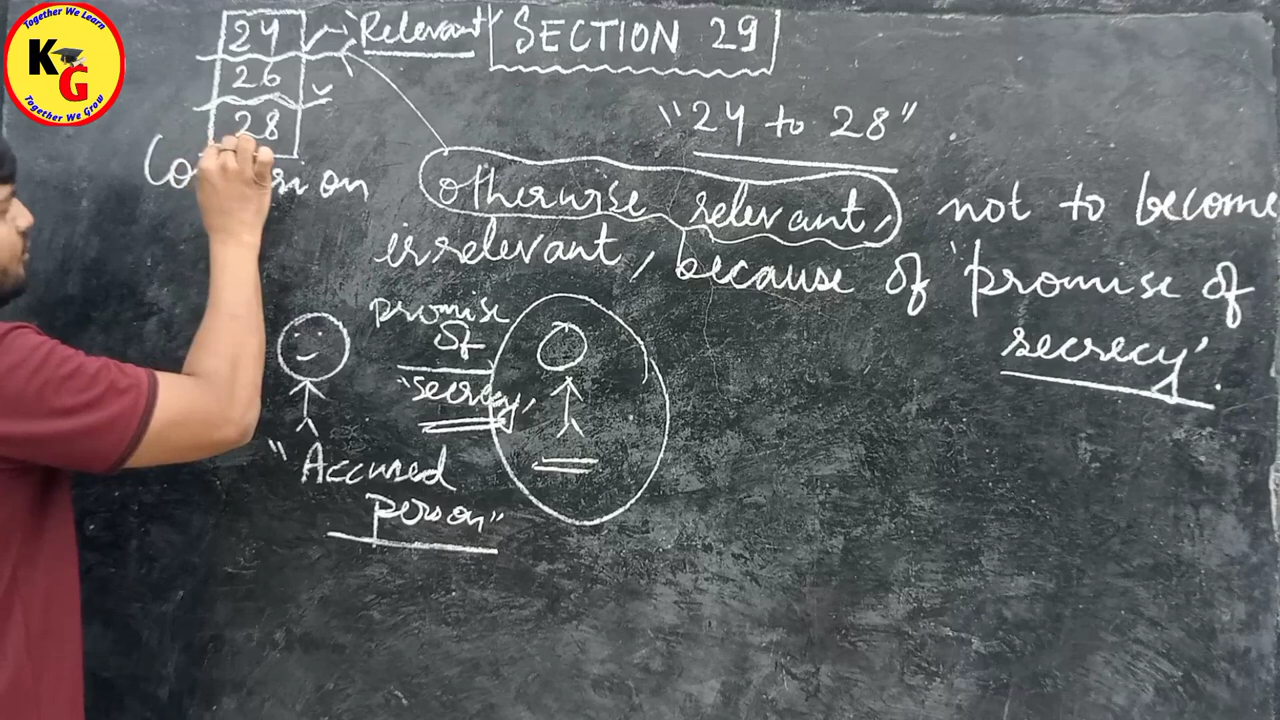 Together We Learn
KG
Together We Grow
24
26
28
Relevant
SECTION 29
"24 to 28"
otherwise relevant, not to become
irrelevant, because of 'promise of
secrecy'.
promise
of
"secrecy,
"Accused
person"